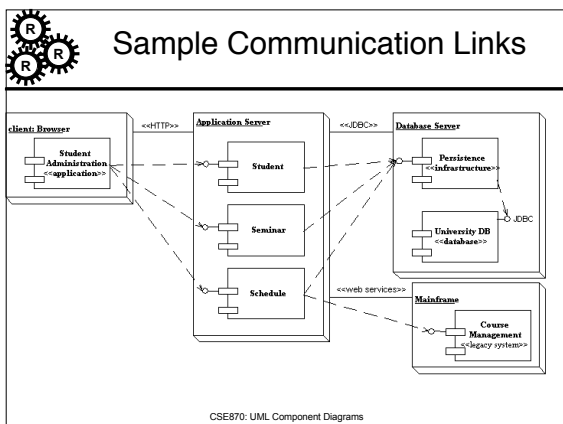 R
R
R
Sample Communication Links
client: Browser
Student
Administration
<<application>>
<<HTTP>>
Application Server
Student
Seminar
Schedule
<<JDBC>>
Database Server
Persistence
<<infrastructure>>
JDBC
University DB
<<database>>
<<web services>>
Mainframe
Course
Management
<<legacy system>>
CSE870: UML Component Diagrams